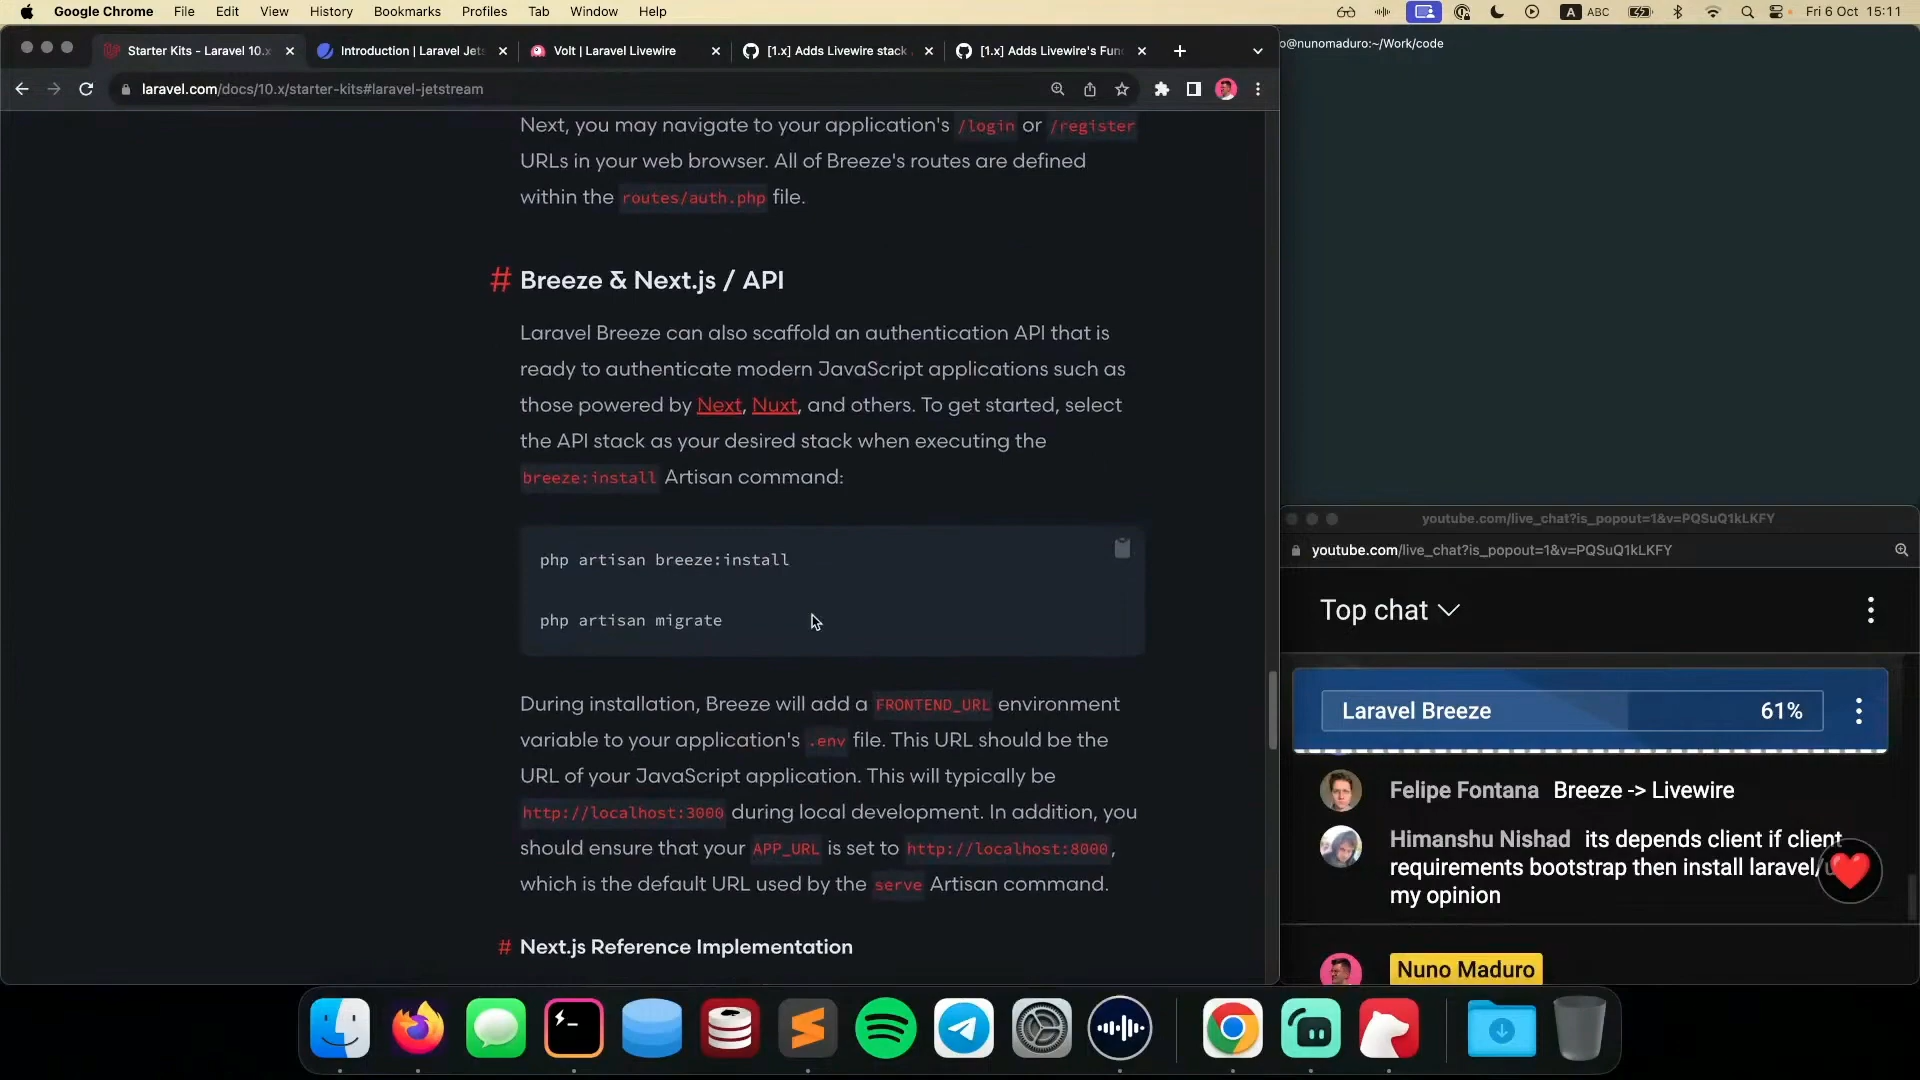 Google Chrome File Edit View History Bookmarks Profiles Tab Window Help
A ABC Fri 6 Oct 15:11
Starter Kits - Laravel 10.x
Introduction | Laravel Jets
Volt | Laravel Livewire
[1.x] Adds Livewire stack
[1.x] Adds Livewire's Fun
laravel.com/docs/10.x/starter-kits#laravel-jetstream
o@nunomaduro:~/Work/code
Next, you may navigate to your application's /login or /register
URLs in your web browser. All of Breeze's routes are defined
within the routes/auth.php file.
# Breeze & Next.js / API
Laravel Breeze can also scaffold an authentication API that is
ready to authenticate modern JavaScript applications such as
those powered by Next, Nuxt, and others. To get started, select
the API stack as your desired stack when executing the
breeze:install Artisan command:
php artisan breeze:install
php artisan migrate
During installation, Breeze will add a FRONTEND_URL environment
variable to your application's .env file. This URL should be the
URL of your JavaScript application. This will typically be
http://localhost:3000 during local development. In addition, you
should ensure that your APP_URL is set to http://localhost:8000,
which is the default URL used by the serve Artisan command.
# Next.js Reference Implementation
youtube.com/live_chat?is_popout=1&v=PQSuQ1kLKFY
youtube.com/live_chat?is_popout=1&v=PQSuQ1kLKFY
Top chat
Laravel Breeze 61%
Felipe Fontana Breeze -> Livewire
Himanshu Nishad its depends client if client
requirements bootstrap then install laravel/
my opinion
Nuno Maduro